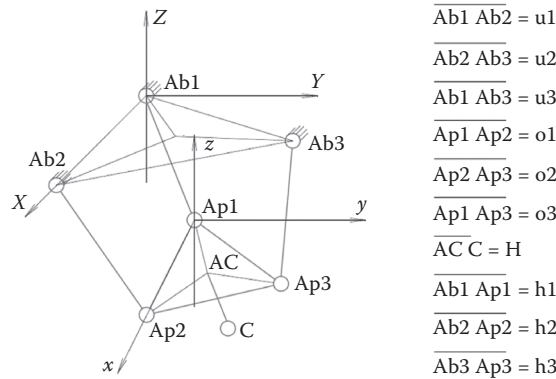 Z
Ab1
Y
Ab2
Ab3
z
X
Ap1
y
AC
Ap3
Ap2
C
x
Ab1 Ab2 = u1
Ab2 Ab3 = u2
Ab1 Ab3 = u3
Ap1 Ap2 = o1
Ap2 Ap3 = o2
Ap1 Ap3 = o3
AC C = H
Ab1 Ap1 = h1
Ab2 Ap2 = h2
Ab3 Ap3 = h3